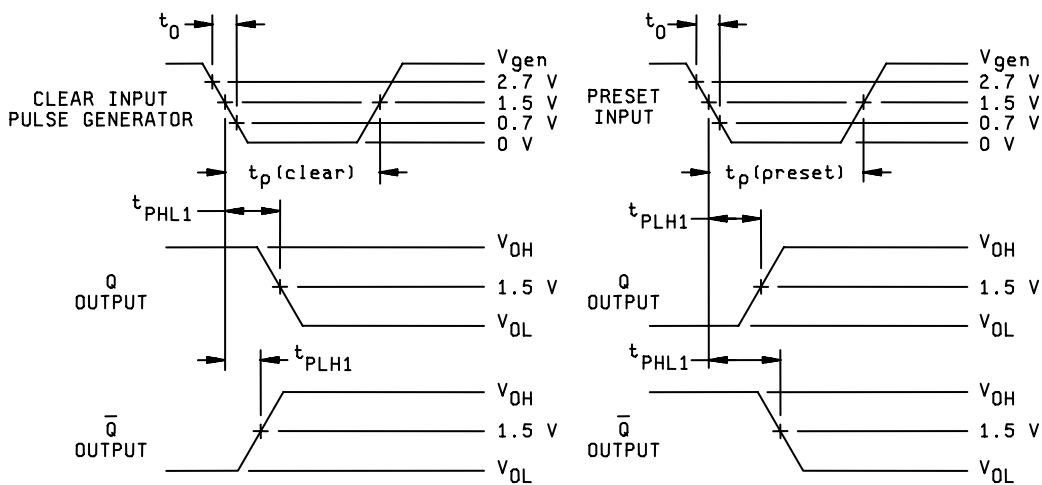 t0
Vgen
2.7 V
1.5 V
0.7 V
0 V
CLEAR INPUT
PULSE GENERATOR
tp(clear)
tPHL1
VOH
1.5 V
VOL
Q
OUTPUT
tPLH1
VOH
1.5 V
VOL
Q̅
OUTPUT
t0
Vgen
2.7 V
1.5 V
0.7 V
0 V
PRESET
INPUT
tp(preset)
tPLH1
VOH
1.5 V
VOL
Q
OUTPUT
tPHL1
VOH
1.5 V
VOL
Q̅
OUTPUT